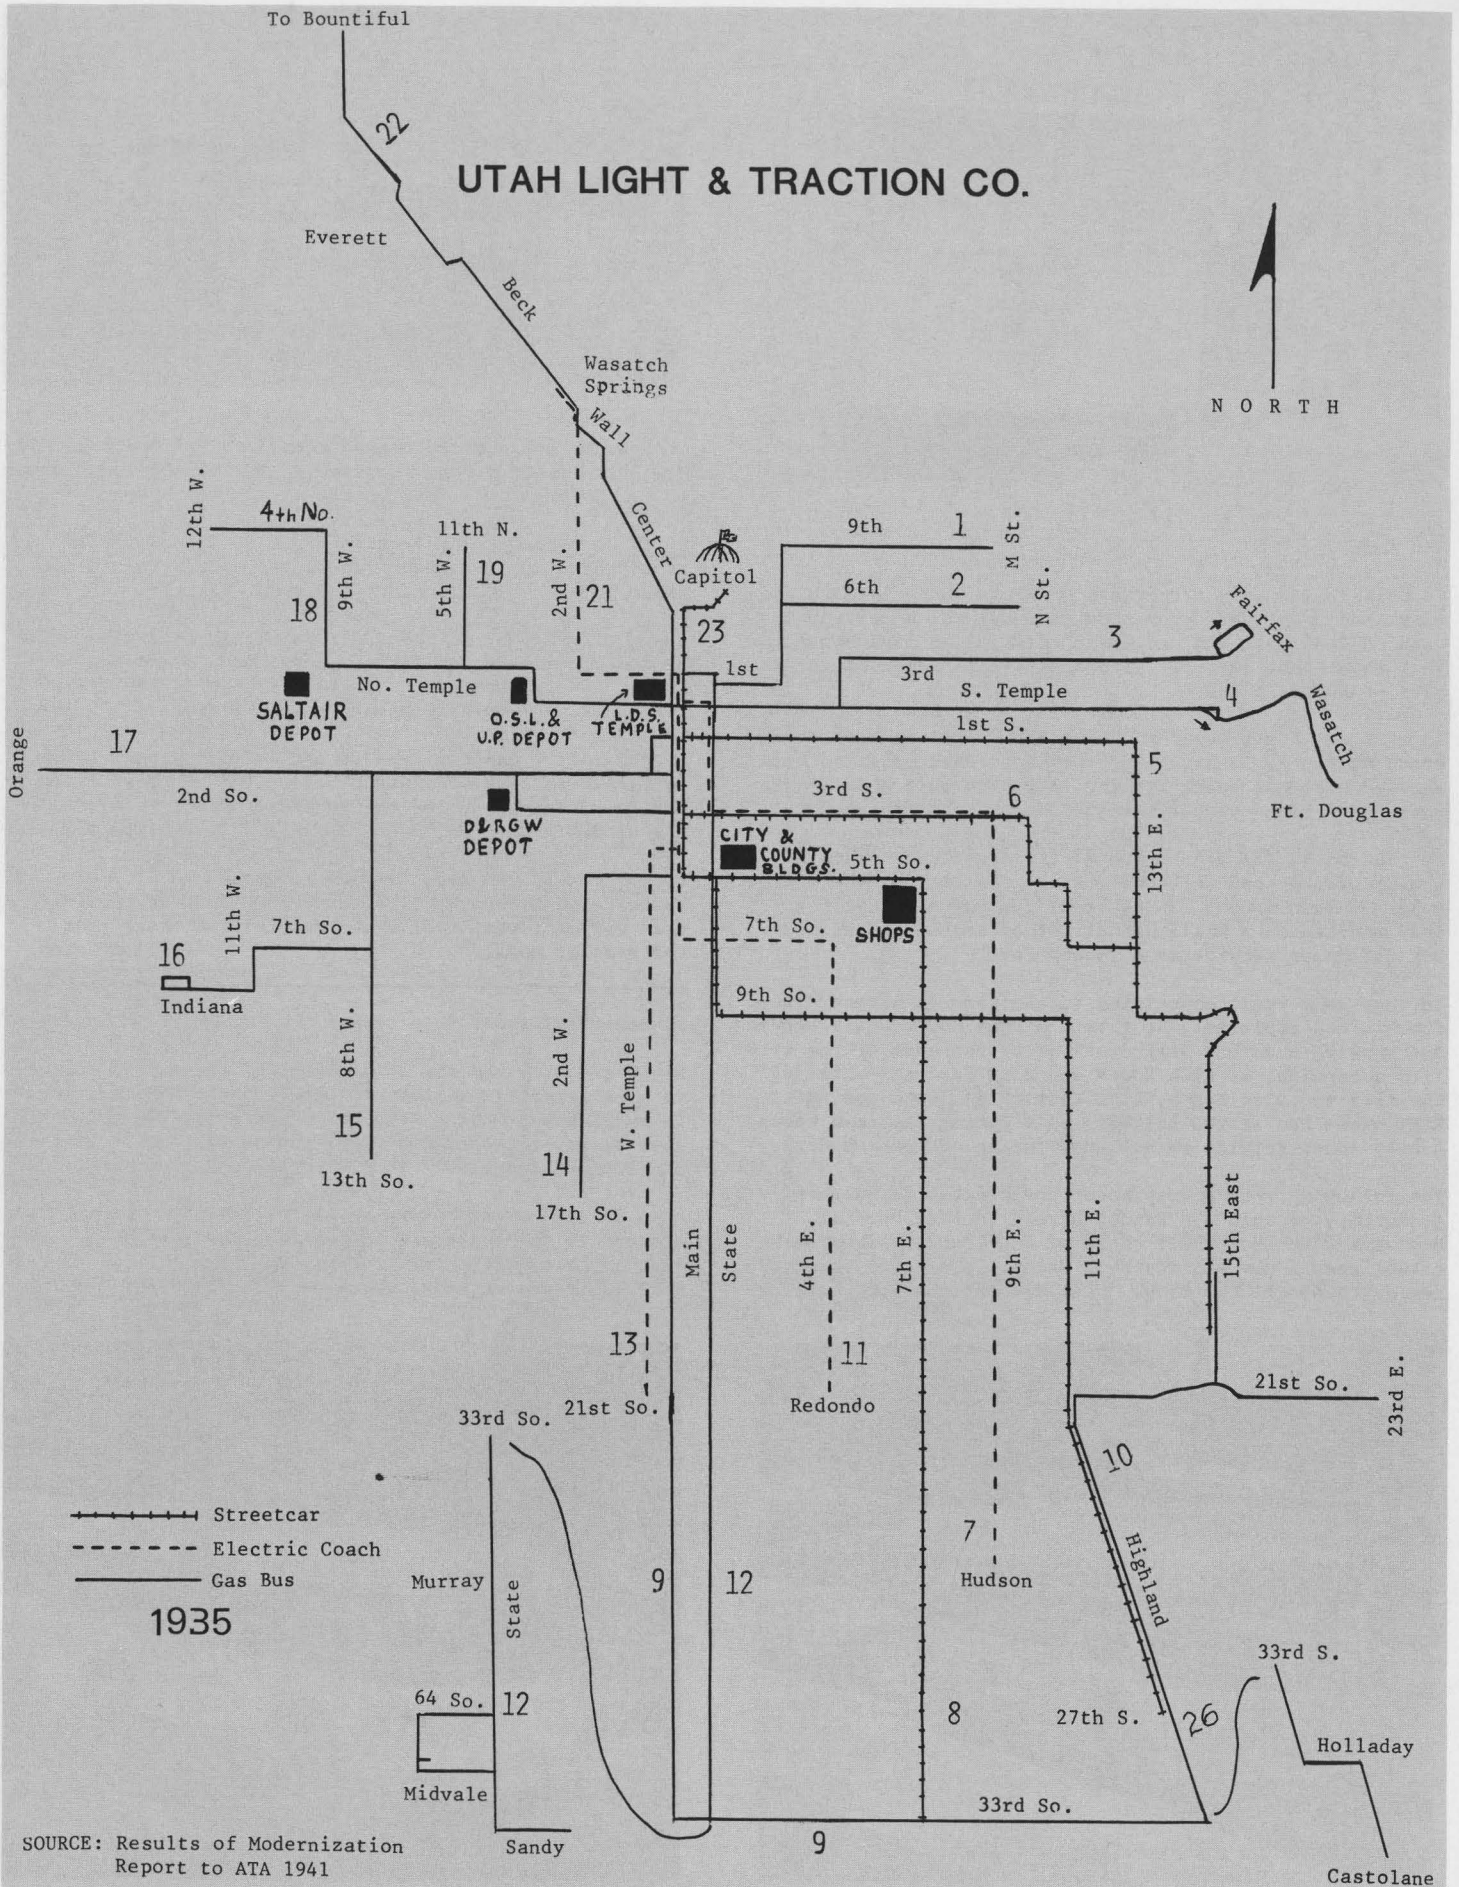 To Bountiful
22
UTAH LIGHT & TRACTION CO.
Everett
Beck
Wasatch
Springs
Wall
NORTH
12th W.
4th No.
9th W.
18
11th N.
5th W.
19
2nd W.
21
Center
Capitol
23
9th
1
M St.
6th
2
N St.
1st
3
3rd
Fairfax
S. Temple
4
Wasatch
Ft. Douglas
1st S.
No. Temple
SALTAIR
DEPOT
O.S.L.&
U.P. DEPOT
L.D.S.
TEMPLE
Orange
17
2nd So.
D&RGW
DEPOT
3rd S.
6
5
13th E.
CITY &
COUNTY
BLDGS.
5th So.
SHOPS
7th So.
9th So.
11th W.
7th So.
16
Indiana
8th W.
15
13th So.
2nd W.
14
17th So.
W. Temple
13
21st So.
Main
State
4th E.
11
Redondo
7th E.
9th E.
11th E.
15th East
21st So.
23rd E.
10
Highland
7
Hudson
33rd So.
Streetcar
Electric Coach
Gas Bus
1935
Murray
State
64 So.
12
Midvale
Sandy
9
12
8
27th S.
26
33rd So.
9
33rd S.
Holladay
Castolane
SOURCE: Results of Modernization
Report to ATA 1941